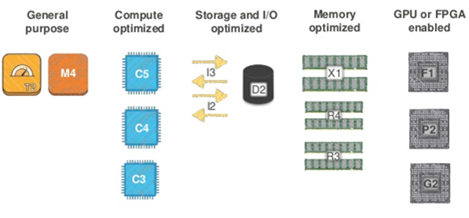 General
purpose
Compute
optimized
Storage and I/O
optimized
Memory
optimized
GPU or FPGA
enabled
T2
M4
C5
C4
C3
I3
I2
D2
X1
R4
R3
F1
P2
G2